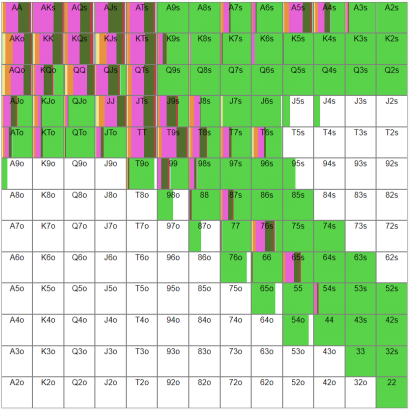 AA AKs AQs AJs ATs A9s A8s A7s A6s A5s A4s A3s A2s
AKo KK KQs KJs KTs K9s K8s K7s K6s K5s K4s K3s K2s
AQo KQo QQ QJs QTs Q9s Q8s Q7s Q6s Q5s Q4s Q3s Q2s
AJo KJo QJo JJ JTs J9s J8s J7s J6s J5s J4s J3s J2s
ATo KTo QTo JTo TT T9s T8s T7s T6s T5s T4s T3s T2s
A9o K9o Q9o J9o T9o 99 98s 97s 96s 95s 94s 93s 92s
A8o K8o Q8o J8o T8o 98o 88 87s 86s 85s 84s 83s 82s
A7o K7o Q7o J7o T7o 97o 87o 77 76s 75s 74s 73s 72s
A6o K6o Q6o J6o T6o 96o 86o 76o 66 65s 64s 63s 62s
A5o K5o Q5o J5o T5o 95o 85o 75o 65o 55 54s 53s 52s
A4o K4o Q4o J4o T4o 94o 84o 74o 64o 54o 44 43s 42s
A3o K3o Q3o J3o T3o 93o 83o 73o 63o 53o 43o 33 32s
A2o K2o Q2o J2o T2o 92o 82o 72o 62o 52o 42o 32o 22